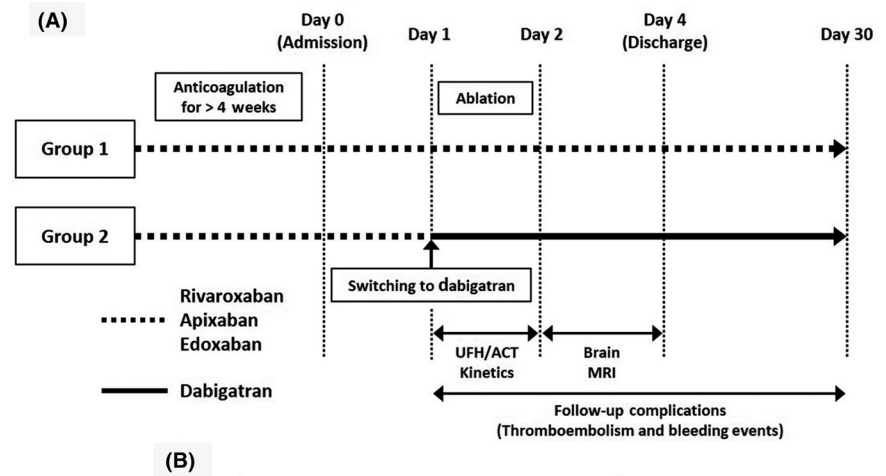 (A)
Day 0
(Admission)
Day 1
Day 2
Day 4
(Discharge)
Day 30
Anticoagulation
for > 4 weeks
Ablation
Group 1
Group 2
Switching to dabigatran
Rivaroxaban
Apixaban
Edoxaban
Dabigatran
UFH/ACT
Kinetics
Brain
MRI
Follow-up complications
(Thromboembolism and bleeding events)
(B)